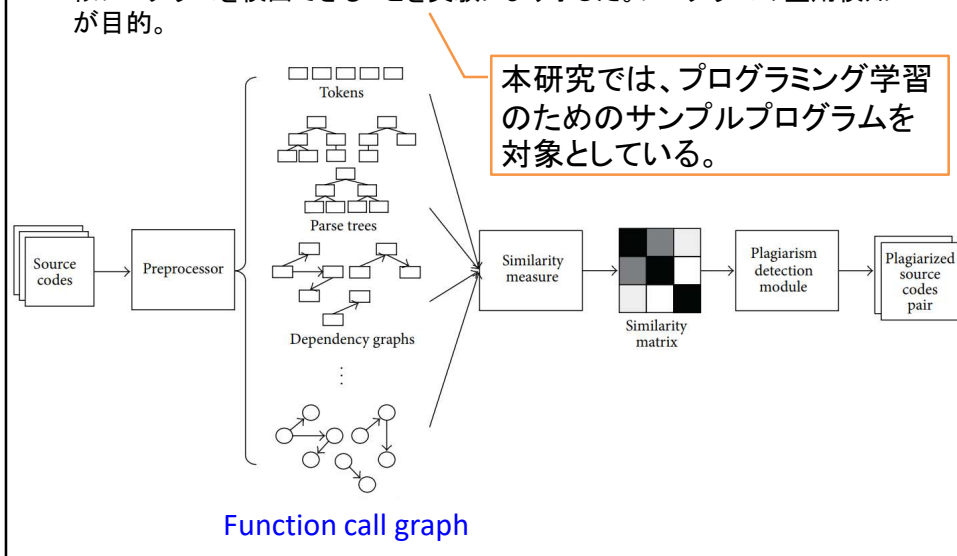 が目的。
本研究では、プログラミング学習
のためのサンプルプログラムを
対象としている。
Tokens
Parse trees
Source
codes
Preprocessor
Similarity
measure
Similarity
matrix
Plagiarism
detection
module
Plagiarized
source
codes
pair
Dependency graphs
⋮
Function call graph